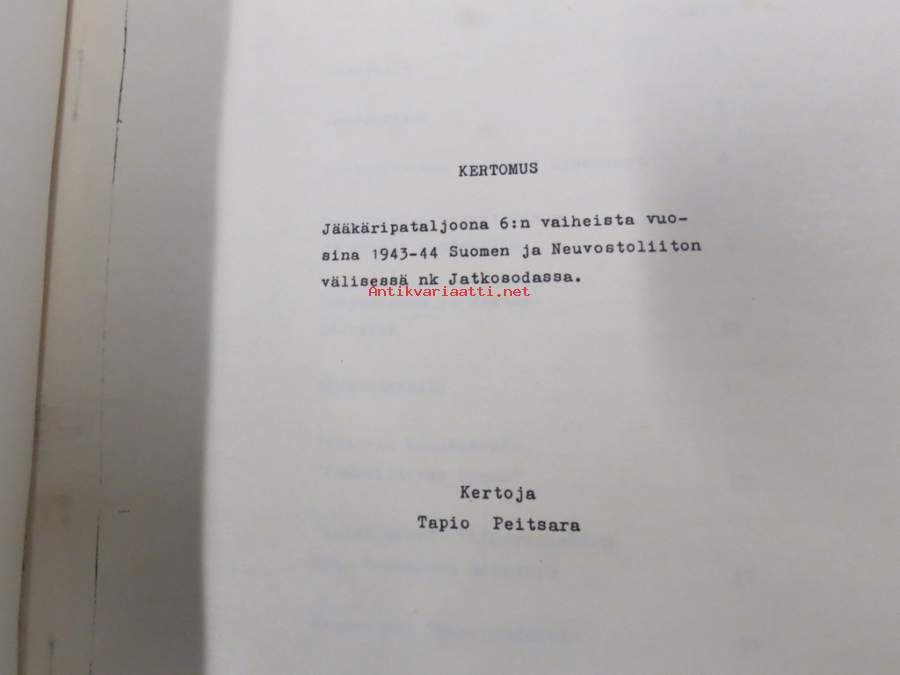 KERTOMUS
Jääkäripataljoona 6:n vaiheista vuo-
sina 1943-44 Suomen ja Neuvostoliiton
välisessä nk Jatkosodassa.
Antikvariaatti.net
Kertoja
Tapio Peitsara